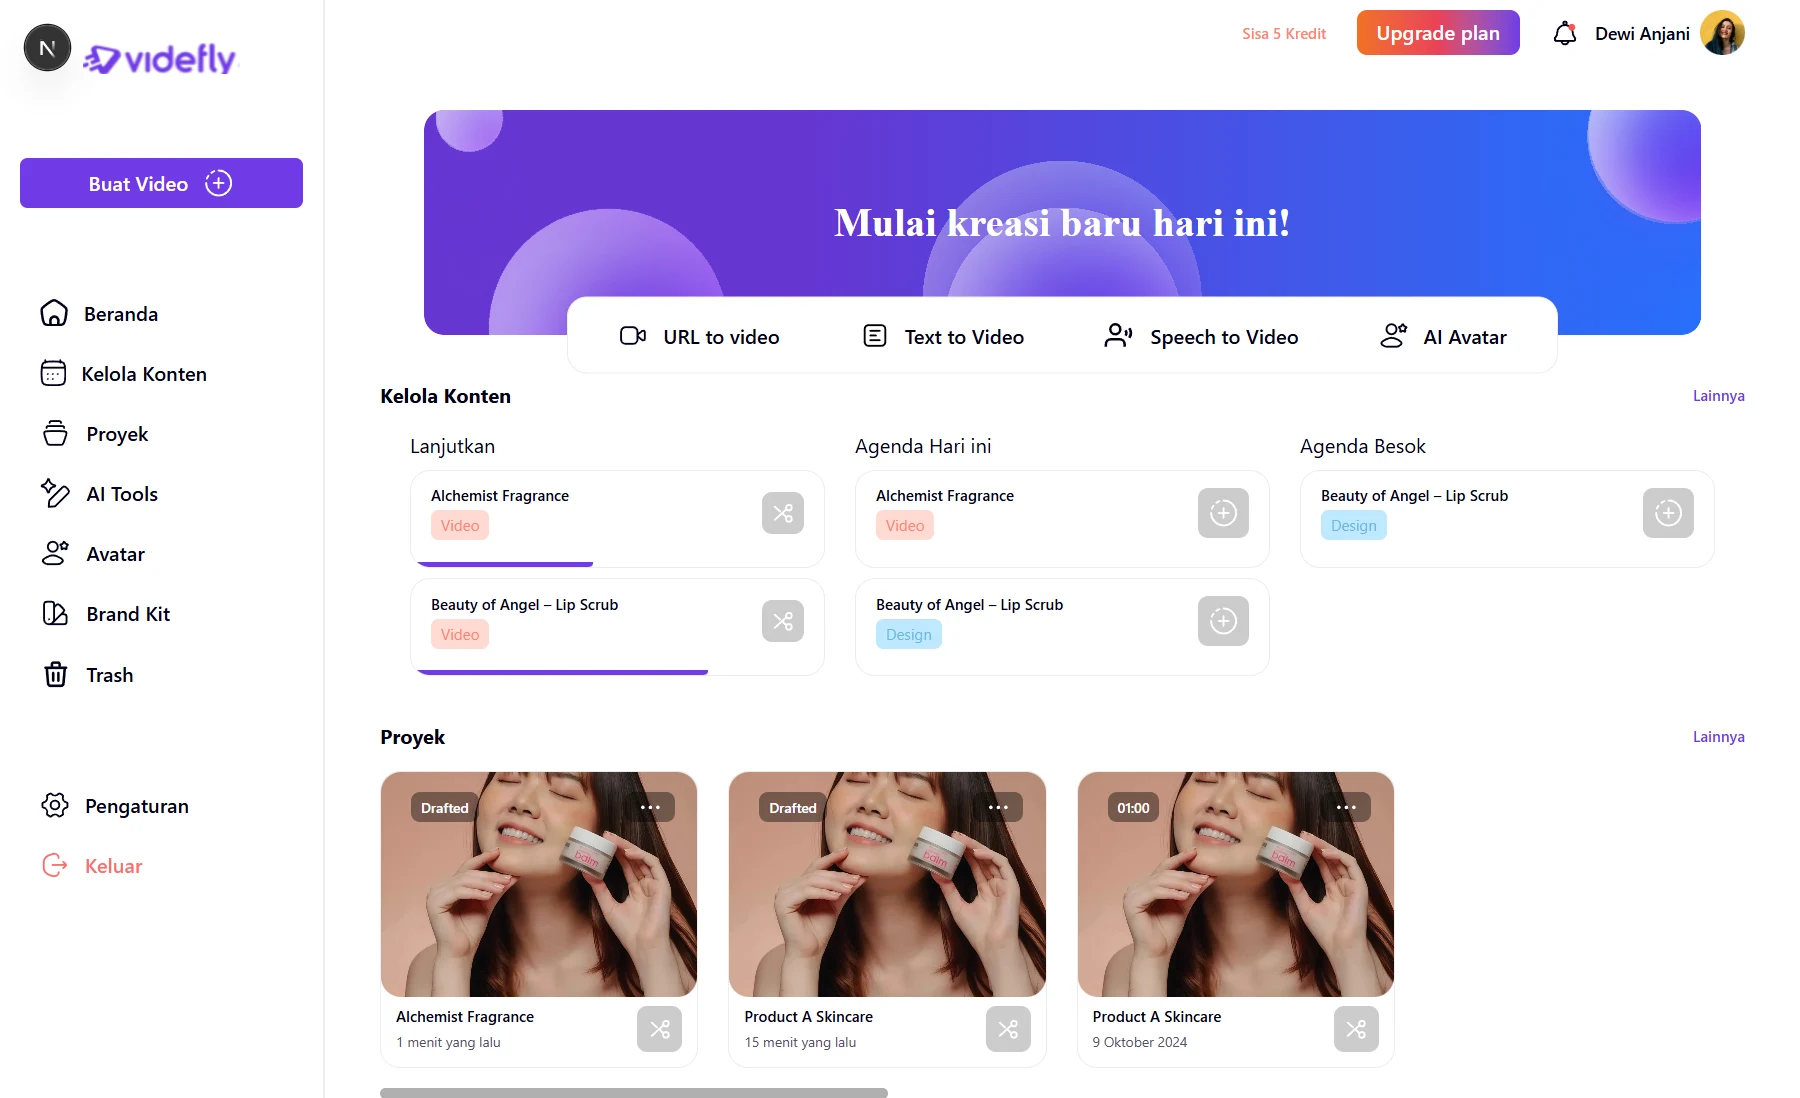 N
videfly
Sisa 5 Kredit
Upgrade plan
Dewi Anjani
Buat Video
Beranda
Kelola Konten
Proyek
AI Tools
Avatar
Brand Kit
Trash
Pengaturan
Keluar
Mulai kreasi baru hari ini!
URL to video
Text to Video
Speech to Video
AI Avatar
Kelola Konten
Lainnya
Lanjutkan
Alchemist Fragrance
Video
Beauty of Angel – Lip Scrub
Video
Agenda Hari ini
Alchemist Fragrance
Video
Beauty of Angel – Lip Scrub
Design
Agenda Besok
Beauty of Angel – Lip Scrub
Design
Proyek
Lainnya
Drafted
balm
Alchemist Fragrance
1 menit yang lalu
Drafted
balm
Product A Skincare
15 menit yang lalu
01:00
balm
Product A Skincare
9 Oktober 2024